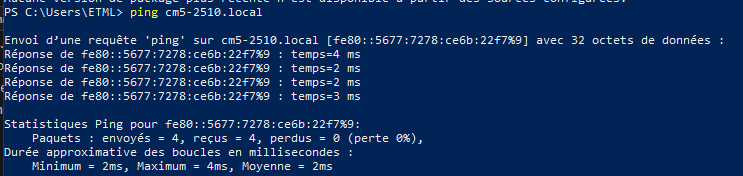 Aucune version de package plus récente n'est disponible à partir des sources configurées.
PS C:\Users\ETML> ping cm5-2510.local
Envoi d’une requête 'ping' sur cm5-2510.local [fe80::5677:7278:ce6b:22f7%9] avec 32 octets de données :
Réponse de fe80::5677:7278:ce6b:22f7%9 : temps=4 ms
Réponse de fe80::5677:7278:ce6b:22f7%9 : temps=2 ms
Réponse de fe80::5677:7278:ce6b:22f7%9 : temps=2 ms
Réponse de fe80::5677:7278:ce6b:22f7%9 : temps=3 ms
Statistiques Ping pour fe80::5677:7278:ce6b:22f7%9:
Paquets : envoyés = 4, reçus = 4, perdus = 0 (perte 0%),
Durée approximative des boucles en millisecondes :
Minimum = 2ms, Maximum = 4ms, Moyenne = 2ms